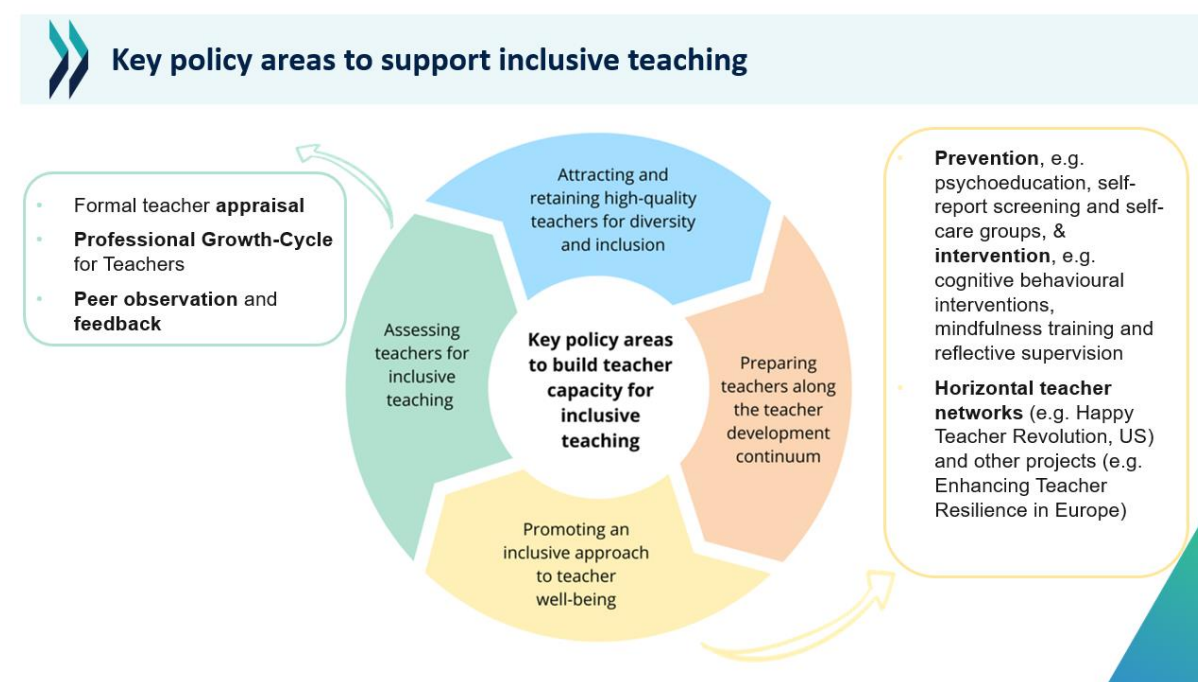 Key policy areas to support inclusive teaching
Formal teacher appraisal
Professional Growth-Cycle
for Teachers
Peer observation and
feedback
Attracting and
retaining high-quality
teachers for diversity
and inclusion
Assessing
teachers for
inclusive
teaching
Key policy areas
to build teacher
capacity for
inclusive
teaching
Preparing
teachers along
the teacher
development
continuum
Promoting an
inclusive approach
to teacher
well-being
Prevention, e.g.
psychoeducation, self-
report screening and self-
care groups, &
intervention, e.g.
cognitive behavioural
interventions,
mindfulness training and
reflective supervision
Horizontal teacher
networks (e.g. Happy
Teacher Revolution, US)
and other projects (e.g.
Enhancing Teacher
Resilience in Europe)